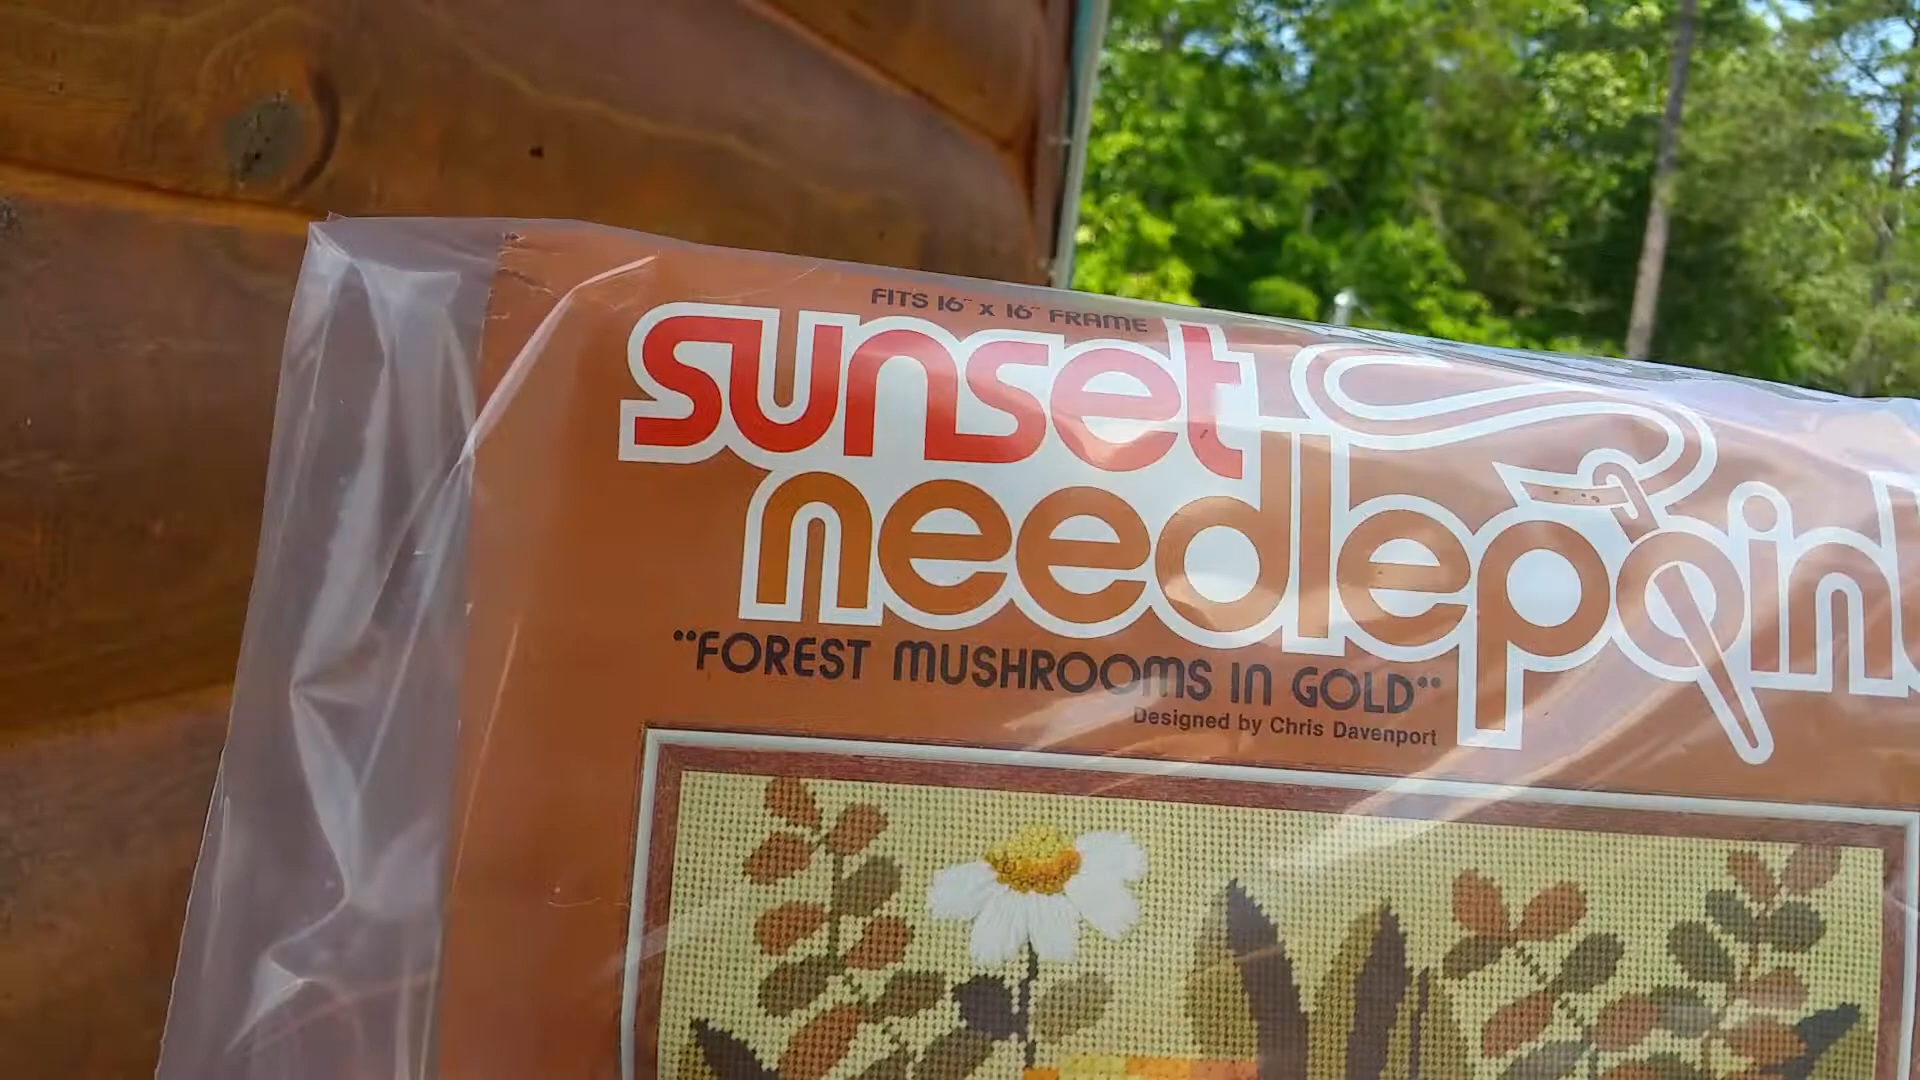 FITS 16" x 16" FRAME
sunset
needlepoint
"FOREST MUSHROOMS IN GOLD"
Designed by Chris Davenport